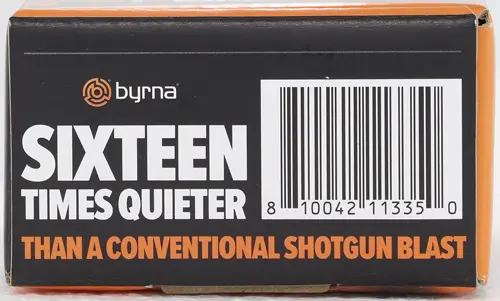 byrna
SIXTEEN
TIMES QUIETER
8 10042 11335 0
THAN A CONVENTIONAL SHOTGUN BLAST